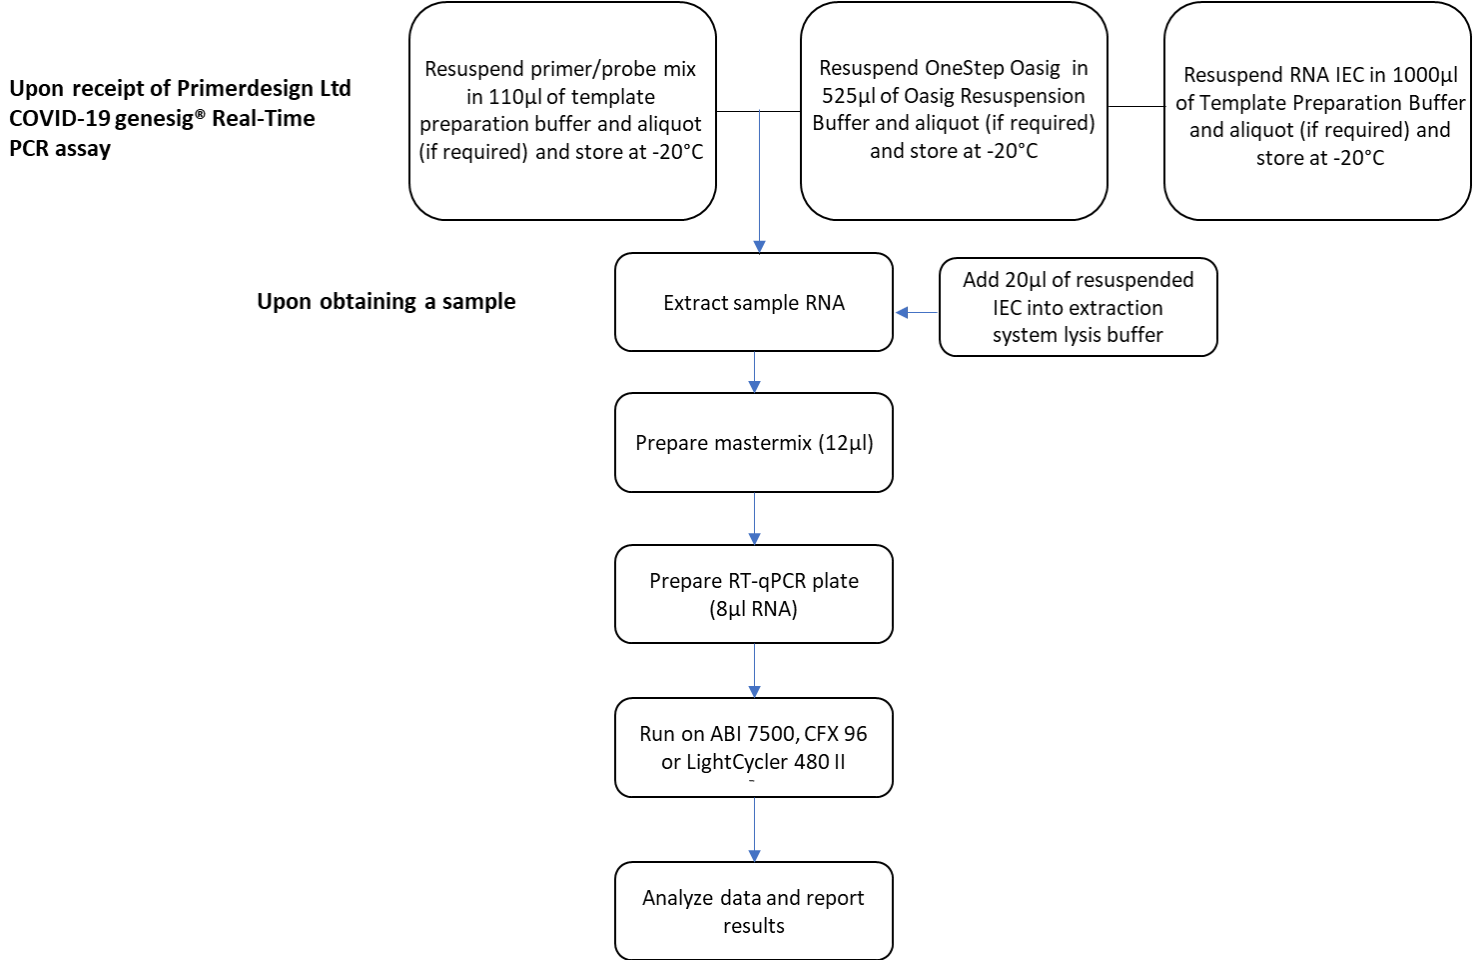 Upon receipt of Primerdesign Ltd
COVID-19 genesig® Real-Time
PCR assay
Resuspend primer/probe mix
in 110µl of template
preparation buffer and aliquot
(if required) and store at -20°C
Resuspend OneStep Oasig in
525µl of Oasig Resuspension
Buffer and aliquot (if required)
and store at -20°C
Resuspend RNA IEC in 1000µl
of Template Preparation Buffer
and aliquot (if required) and
store at -20°C
Upon obtaining a sample
Extract sample RNA
Add 20µl of resuspended
IEC into extraction
system lysis buffer
Prepare mastermix (12µl)
Prepare RT-qPCR plate
(8µl RNA)
Run on ABI 7500, CFX 96
or LightCycler 480 II
-
Analyze data and report
results